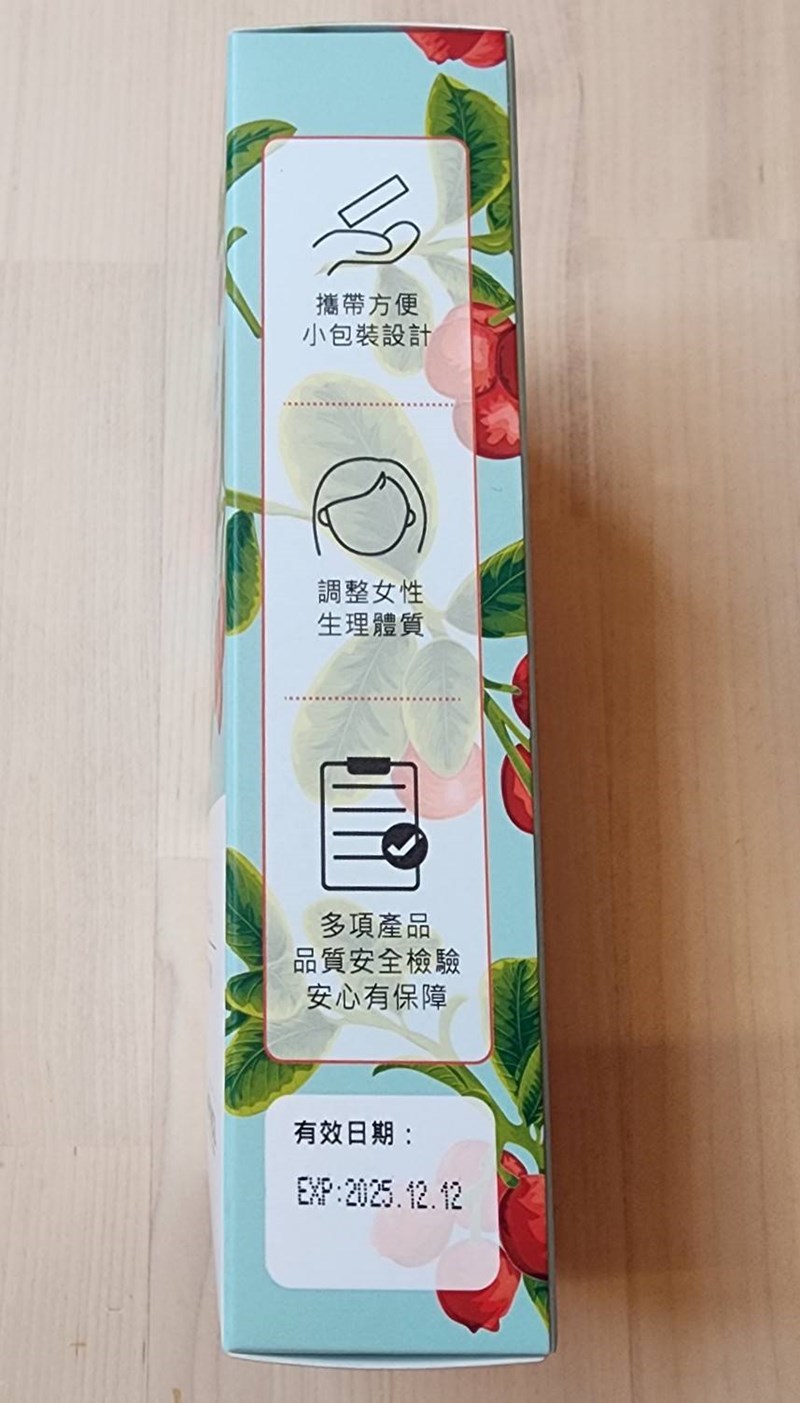 攜帶方便
小包裝設計
調整女性
生理體質
多項產品
品質安全檢驗
安心有保障
有效日期：
EXP:2025.12.12